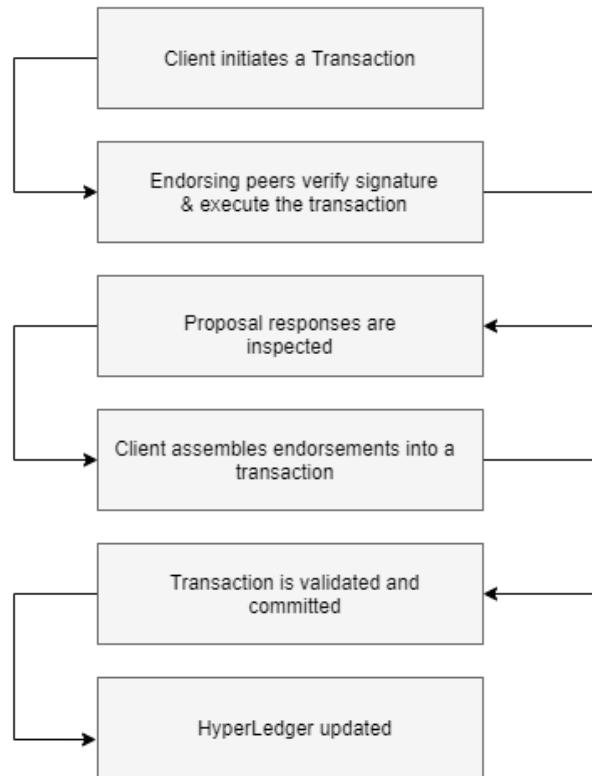 Client initiates a Transaction
Endorsing peers verify signature
& execute the transaction
Proposal responses are
inspected
Client assembles endorsements into a
transaction
Transaction is validated and
committed
HyperLedger updated